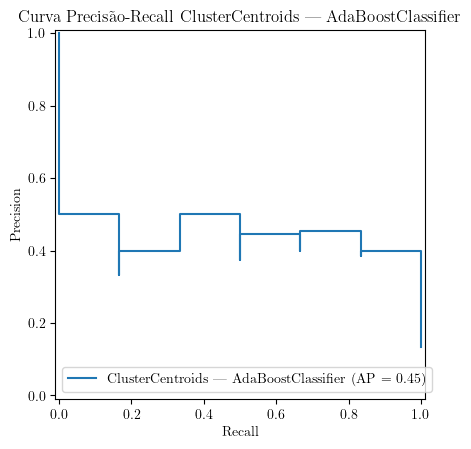 Curva Precisão-Recall ClusterCentroids — AdaBoostClassifier
1.0
0.8
0.6
0.4
0.2
0.0
Precision
ClusterCentroids — AdaBoostClassifier (AP = 0.45)
0.0 0.2 0.4 0.6 0.8 1.0
Recall